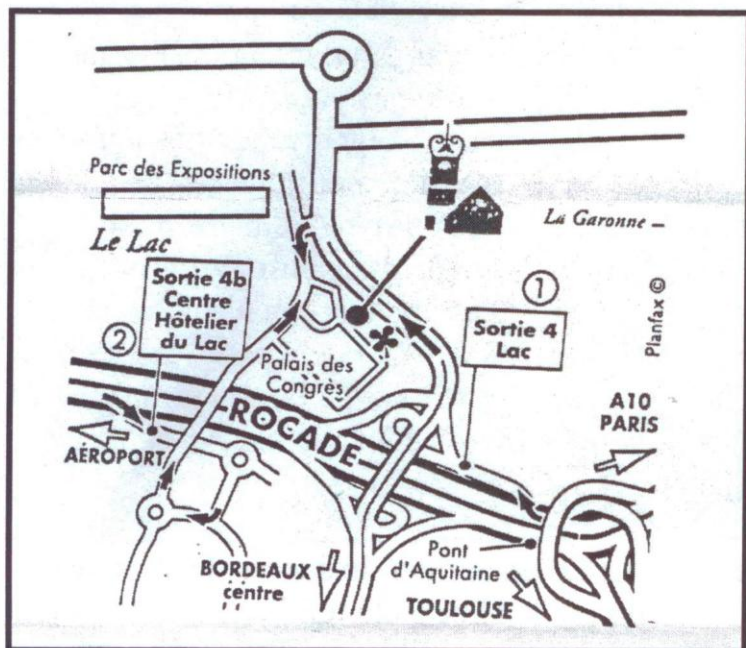 Parc des Expositions
Le Lac
La Garonne
①
Sortie 4
Lac
Planfax ©
Sortie 4b
Centre
Hôtelier
du Lac
②
Palais des
Congrès
ROCADE
A10
PARIS
AÉROPORT
Pont
d'Aquitaine
BORDEAUX
centre
TOULOUSE